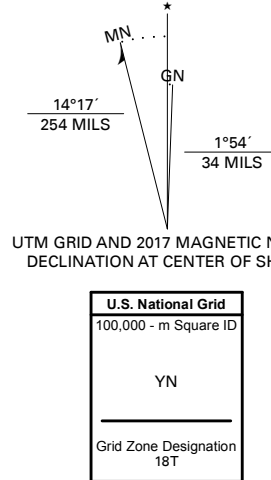 ★
MN
GN
14°17´
254 MILS
1°54´
34 MILS
UTM GRID AND 2017 MAGNETIC
DECLINATION AT CENTER OF
U.S. National Grid
100,000 - m Square ID
YN
Grid Zone Designation
18T